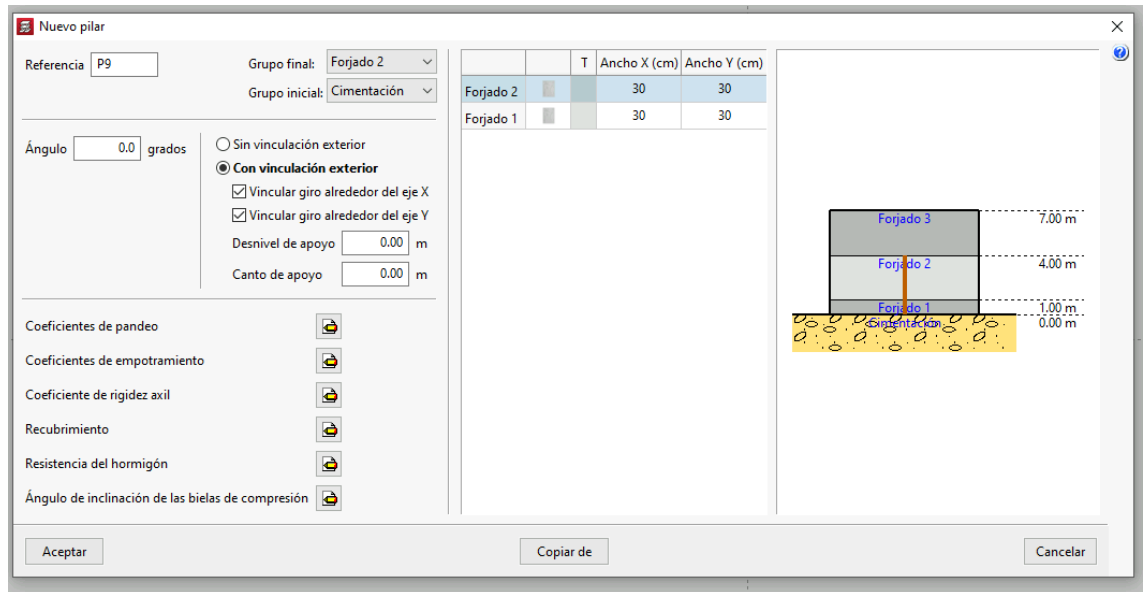 Nuevo pilar
Referencia P9
Grupo final: Forjado 2
Grupo inicial: Cimentación
Ángulo 0.0 grados
Sin vinculación exterior
Con vinculación exterior
Vincular giro alrededor del eje X
Vincular giro alrededor del eje Y
Desnivel de apoyo 0.00 m
Canto de apoyo 0.00 m
Coeficientes de pandeo
Coeficientes de empotramiento
Coeficiente de rigidez axil
Recubrimiento
Resistencia del hormigón
Ángulo de inclinación de las bielas de compresión
T Ancho X (cm) Ancho Y (cm)
Forjado 2 30 30
Forjado 1 30 30
Forjado 3 7.00 m
Forjado 2 4.00 m
Forjado 1 1.00 m
Cimentación 0.00 m
Aceptar
Copiar de
Cancelar